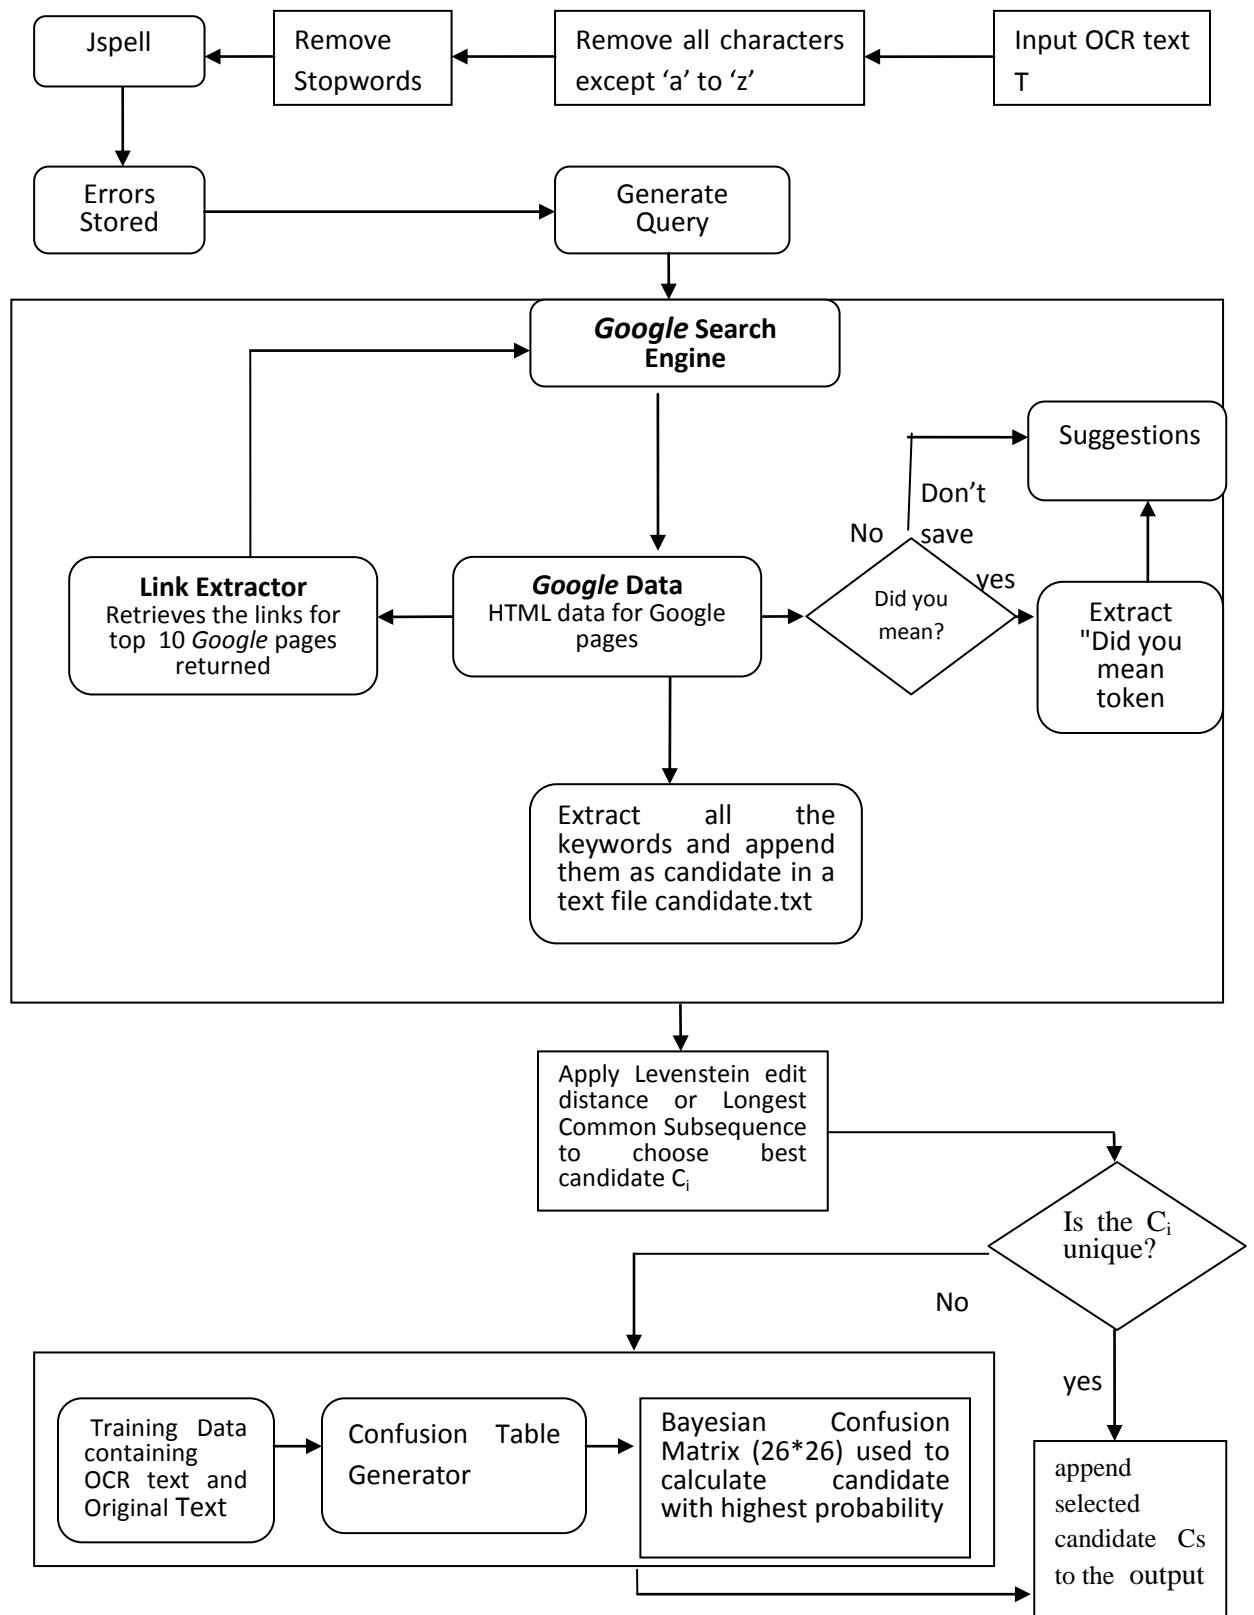 Jspell
Remove
Stopwords
Remove all characters
except ‘a’ to ‘z’
Input OCR text
T
Errors
Stored
Generate
Query
Google Search
Engine
Suggestions
Don’t
save
No
yes
Link Extractor
Retrieves the links for
top 10 Google pages
returned
Google Data
HTML data for Google
pages
Did you
mean?
Extract
"Did you
mean
token
Extract all the
keywords and append
them as candidate in a
text file candidate.txt
Apply Levenstein edit
distance or Longest
Common Subsequence
to choose best
candidate Ci
Is the Ci
unique?
No
yes
Training Data
containing
OCR text and
Original Text
Confusion Table
Generator
Bayesian Confusion
Matrix (26*26) used to
calculate candidate
with highest probability
append
selected
candidate Cs
to the output